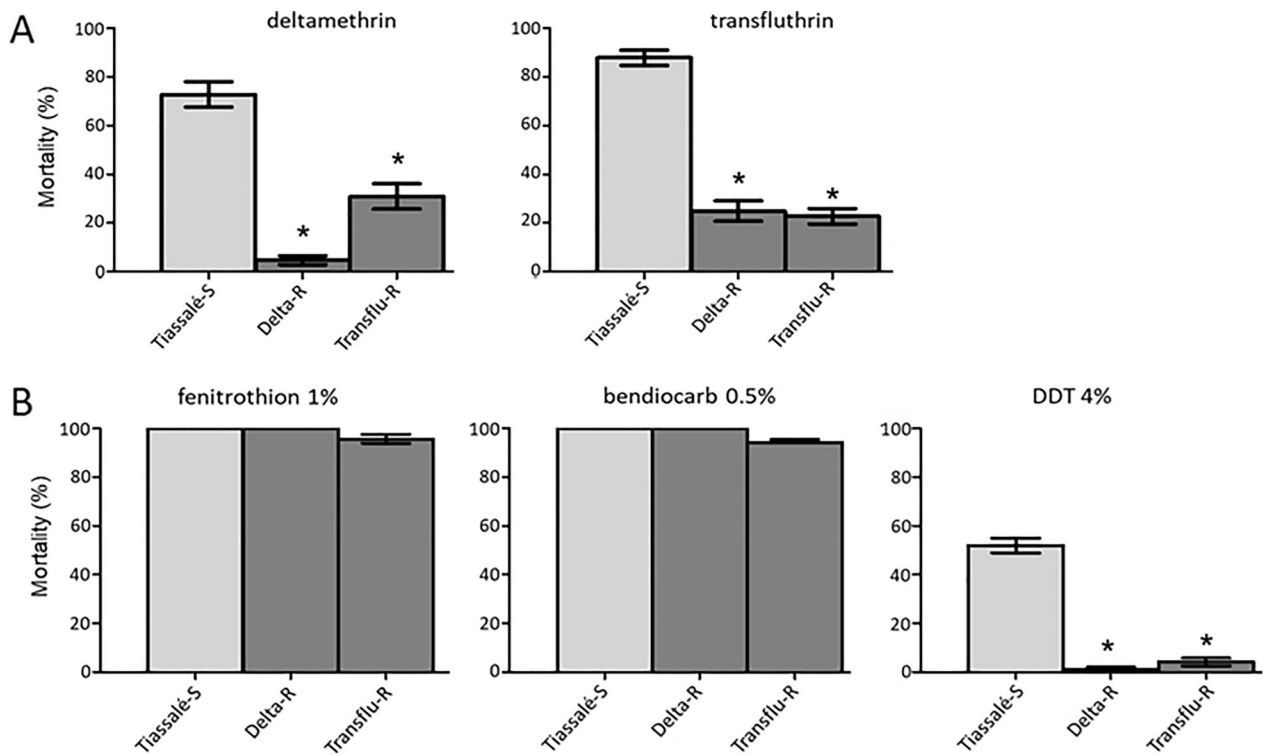 A
deltamethrin
Mortality (%)
100
80
60
40
20
0
*
*
Tiassalé-S
Delta-R
Transflu-R
transfluthrin
100
80
60
40
20
0
*
*
Tiassalé-S
Delta-R
Transflu-R
B
fenitrothion 1%
Mortality (%)
100
80
60
40
20
0
Tiassalé-S
Delta-R
Transflu-R
bendiocarb 0.5%
100
80
60
40
20
0
Tiassalé-S
Delta-R
Transflu-R
DDT 4%
100
80
60
40
20
0
*
*
Tiassalé-S
Delta-R
Transflu-R